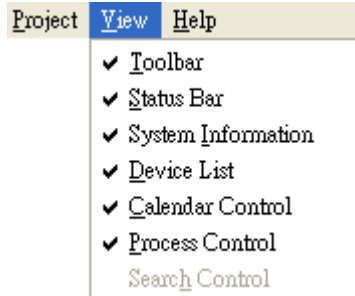 Project View Help
Toolbar
Status Bar
System Information
Device List
Calendar Control
Process Control
Search Control